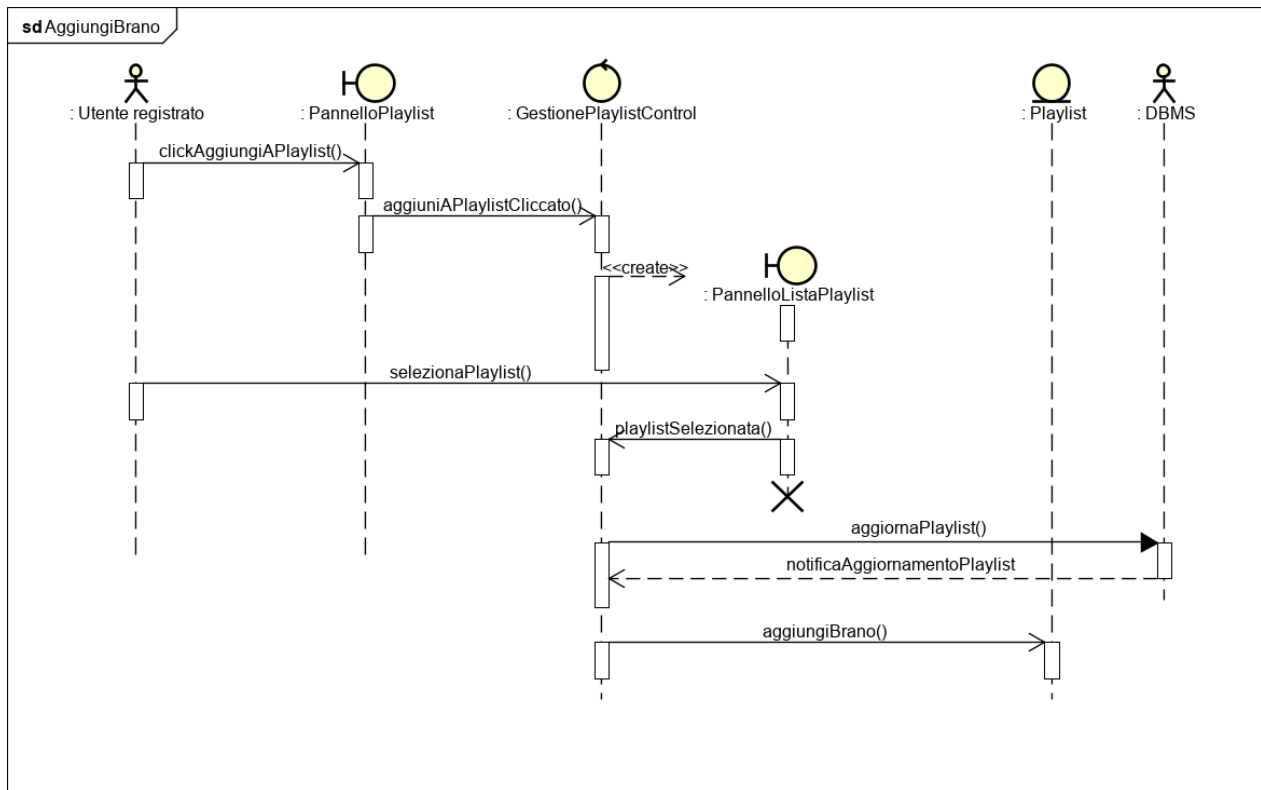 sd AggiungiBrano
: Utente registrato
: PannelloPlaylist
: GestionePlaylistControl
: Playlist
: DBMS
clickAggiungiAPlaylist()
aggiuniAPlaylistCliccato()
<<create>>
: PannelloListaPlaylist
selezionaPlaylist()
playlistSelezionata()
aggiornaPlaylist()
notificaAggiornamentoPlaylist
aggiungiBrano()